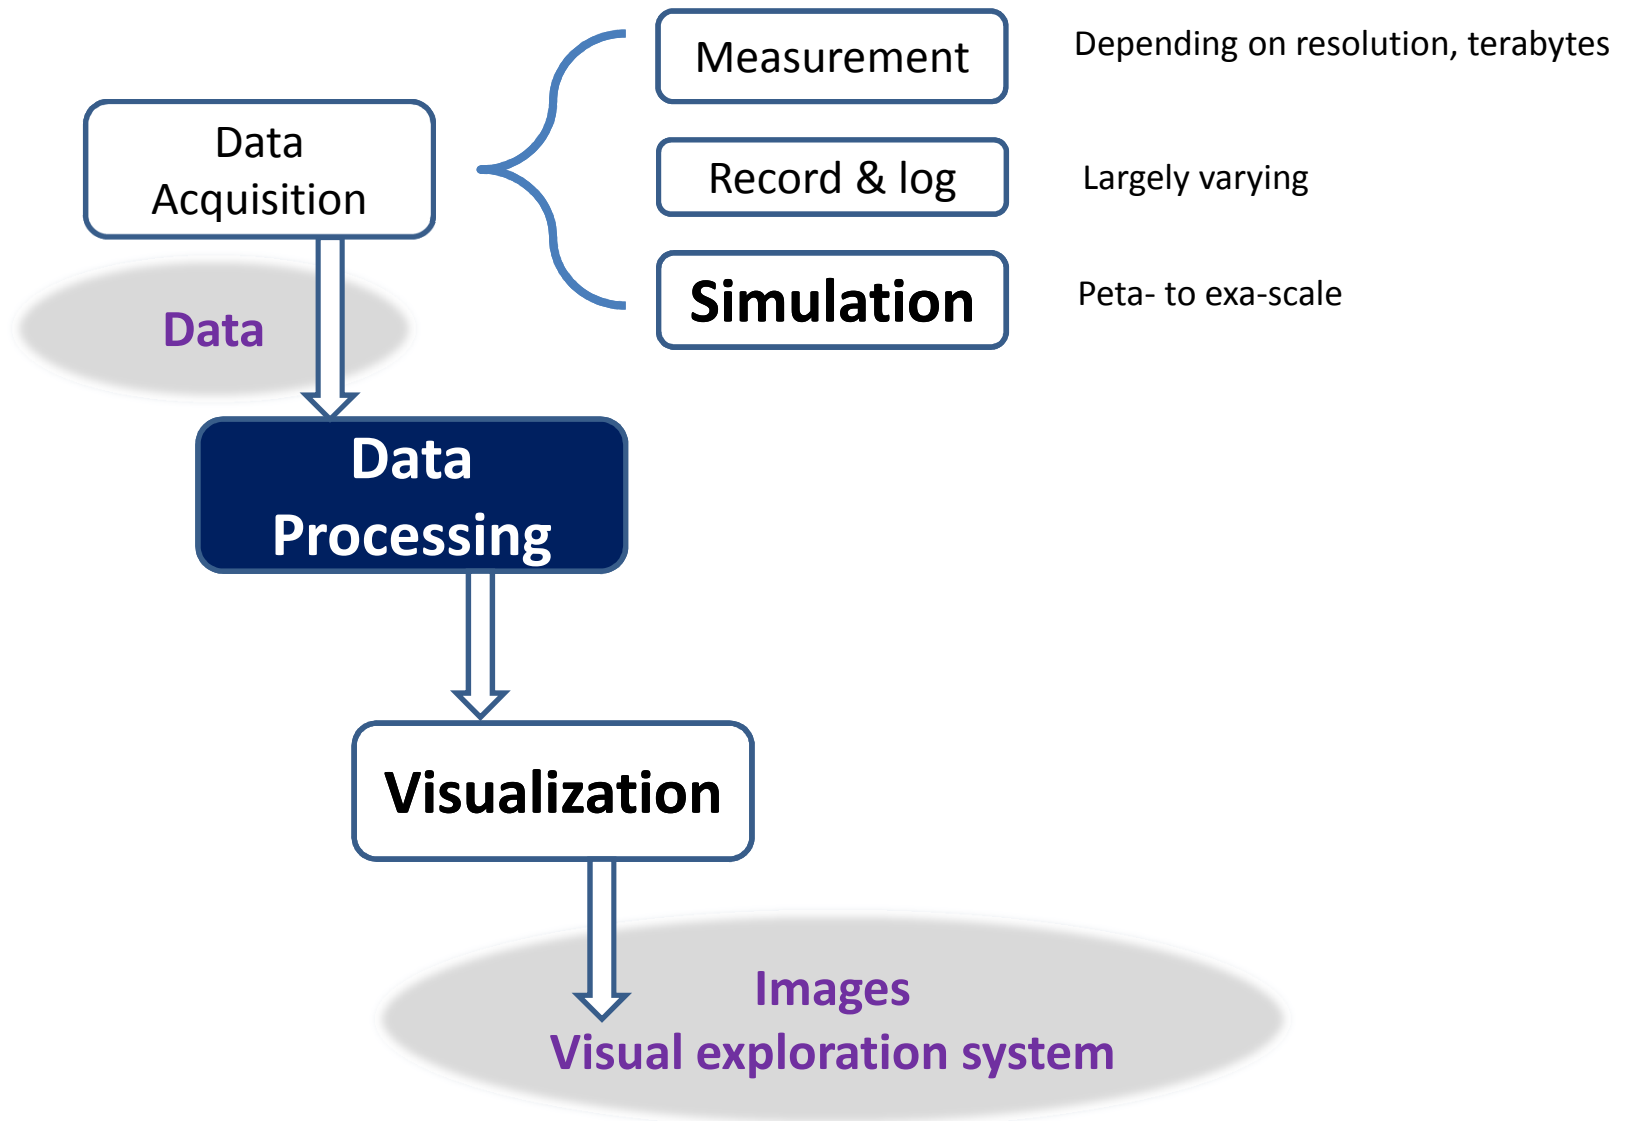 Measurement
Depending on resolution, terabytes
Data
Acquisition
Record & log
Largely varying
Simulation
Peta- to exa-scale
Data
Data
Processing
Visualization
Images
Visual exploration system